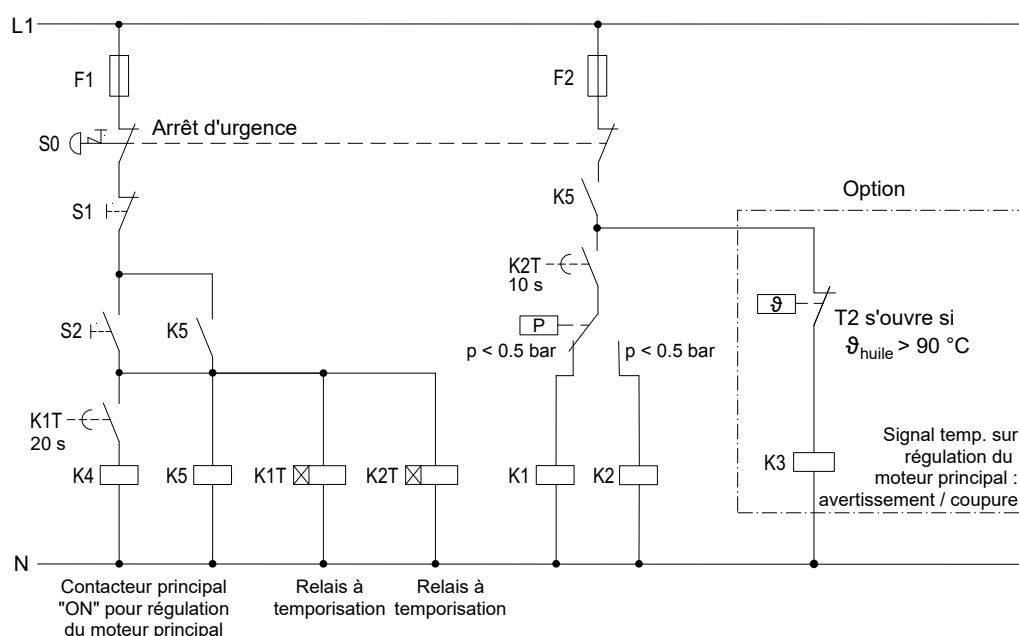 L1
F1
F2
S0
Arrêt d'urgence
S1
K5
Option
K2T
10 s
S2
K5
P
p < 0.5 bar
p < 0.5 bar
ϑ
T2 s'ouvre si
ϑhuile > 90 °C
K1T
20 s
K4
K5
K1T
K2T
K1
K2
K3
Signal temp. sur
régulation du
moteur principal :
avertissement / coupure
N
Contacteur principal
"ON" pour régulation
du moteur principal
Relais à
temporisation
Relais à
temporisation